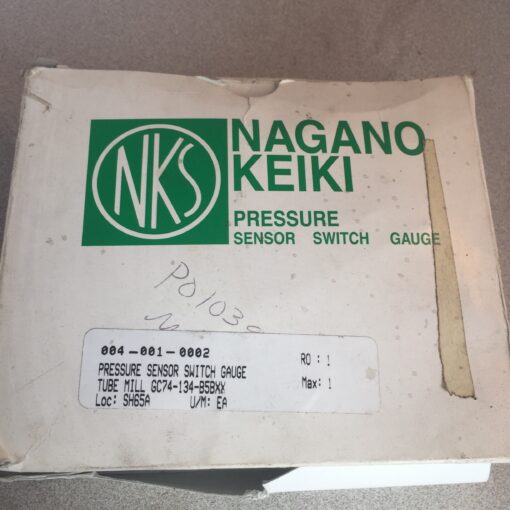 NKS
NAGANO
KEIKI
PRESSURE
SENSOR SWITCH GAUGE
004-001-0002
PRESSURE SENSOR SWITCH GAUGE
TUBE MILL GC74-134-B5BXX
Loc: SH65A U/M: EA
RO : 1
Max: 1